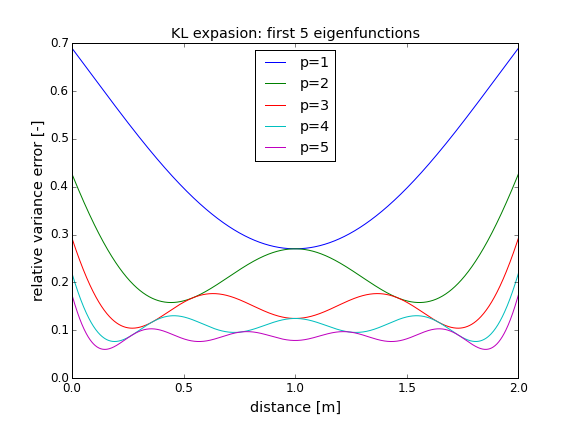 KL expasion: first 5 eigenfunctions
0.7
0.6
0.5
0.4
0.3
0.2
0.1
0.0
relative variance error [-]
p=1
p=2
p=3
p=4
p=5
0.0 0.5 1.0 1.5 2.0
distance [m]